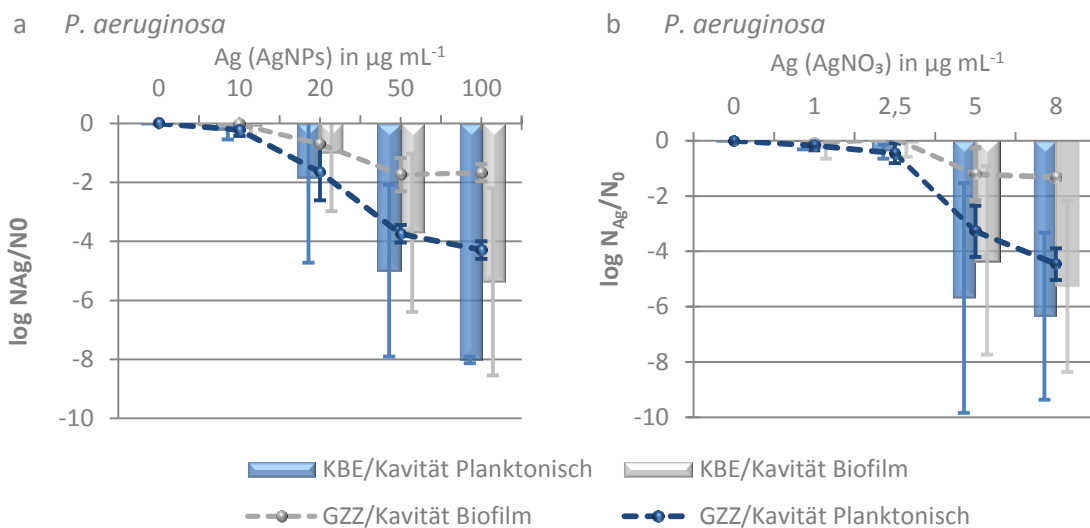 a P. aeruginosa
Ag (AgNPs) in µg mL-1
0 10 20 50 100
0
-2
-4
-6
-8
-10
log NAg/N0
b P. aeruginosa
Ag (AgNO₃) in µg mL-1
0 1 2,5 5 8
0
-2
-4
-6
-8
-10
log NAg/N0
KBE/Kavität Planktonisch KBE/Kavität Biofilm
GZZ/Kavität Biofilm GZZ/Kavität Planktonisch